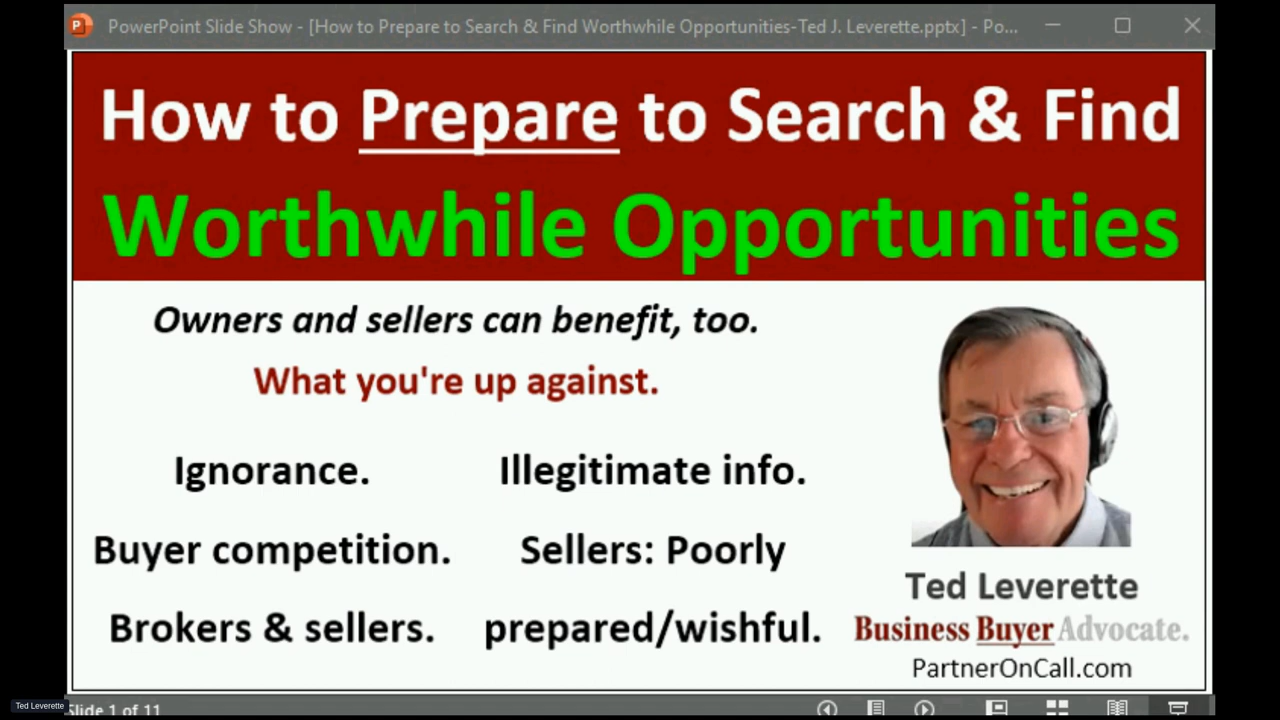 PowerPoint Slide Show - [How to Prepare to Search & Find Worthwhile Opportunities-Ted J. Leverette.pptx] - Po...
How to Prepare to Search & Find
Worthwhile Opportunities
Owners and sellers can benefit, too.
What you're up against.
Ignorance.
Illegitimate info.
Buyer competition.
Sellers: Poorly
Brokers & sellers.
prepared/wishful.
Ted Leverette
Business Buyer Advocate.
PartnerOnCall.com
Ted Leverette
Slide 1 of 11